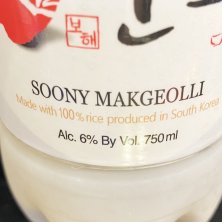 보해
SOONY MAKGEOLLI
Made with 100% rice produced in South Korea
Alc. 6% By Vol. 750ml